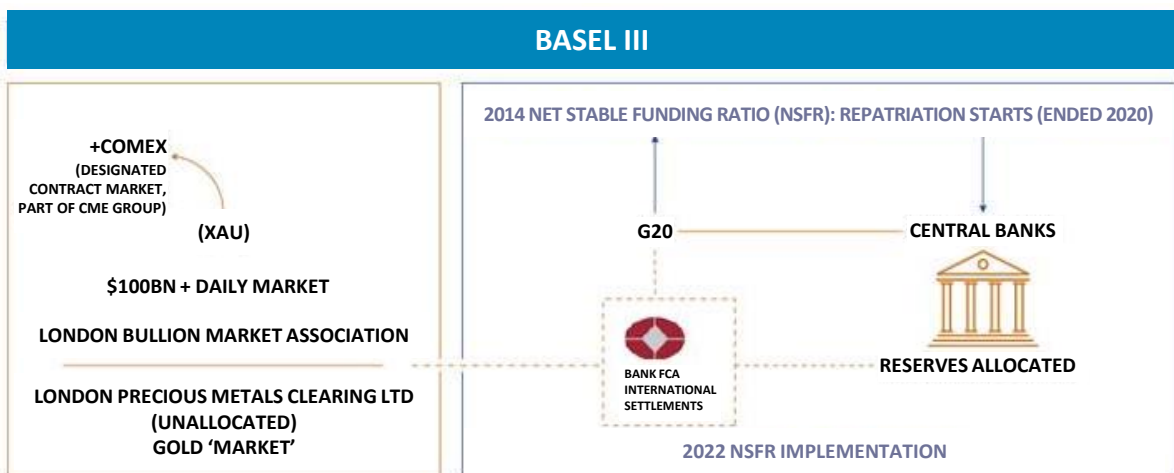 BASEL III
+COMEX
(DESIGNATED
CONTRACT MARKET,
PART OF CME GROUP)
(XAU)
$100BN + DAILY MARKET
LONDON BULLION MARKET ASSOCIATION
LONDON PRECIOUS METALS CLEARING LTD
(UNALLOCATED)
GOLD ‘MARKET’
2014 NET STABLE FUNDING RATIO (NSFR): REPATRIATION STARTS (ENDED 2020)
G20
CENTRAL BANKS
BANK FCA
INTERNATIONAL
SETTLEMENTS
RESERVES ALLOCATED
2022 NSFR IMPLEMENTATION